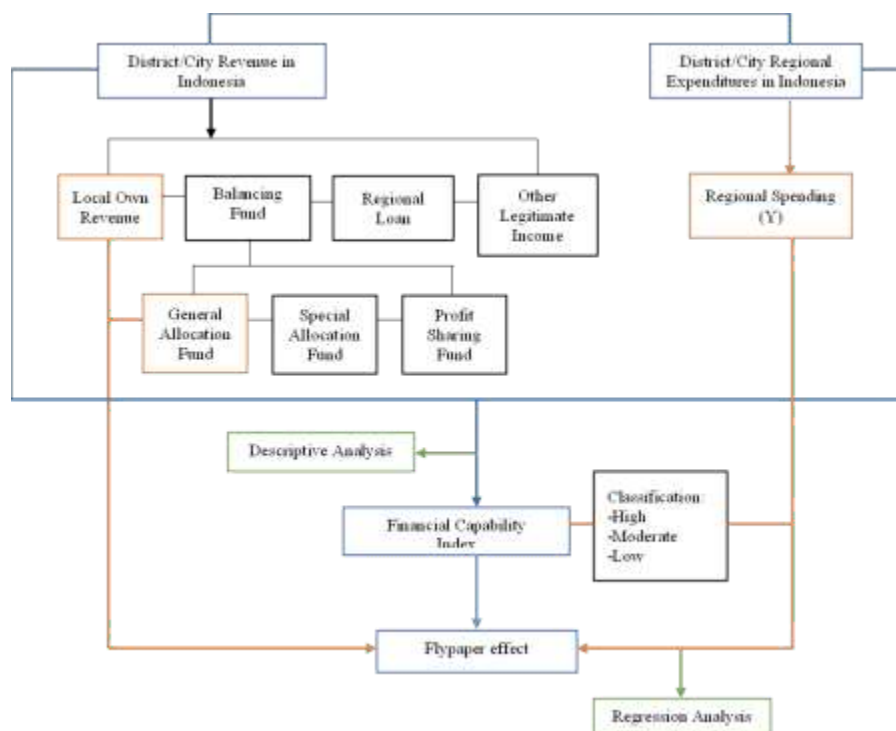 District/City Revenue in
Indonesia
District/City Regional
Expenditures in Indonesia
Local Own
Revenue
Balancing
Fund
Regional
Loan
Other
Legitimate
Income
Regional Spending
(Y)
General
Allocation
Fund
Special
Allocation
Fund
Profit
Sharing
Fund
Descriptive Analysis
Classification
-High
-Moderate
-Low
Financial Capability
Index
Flypaper effect
Regression Analysis